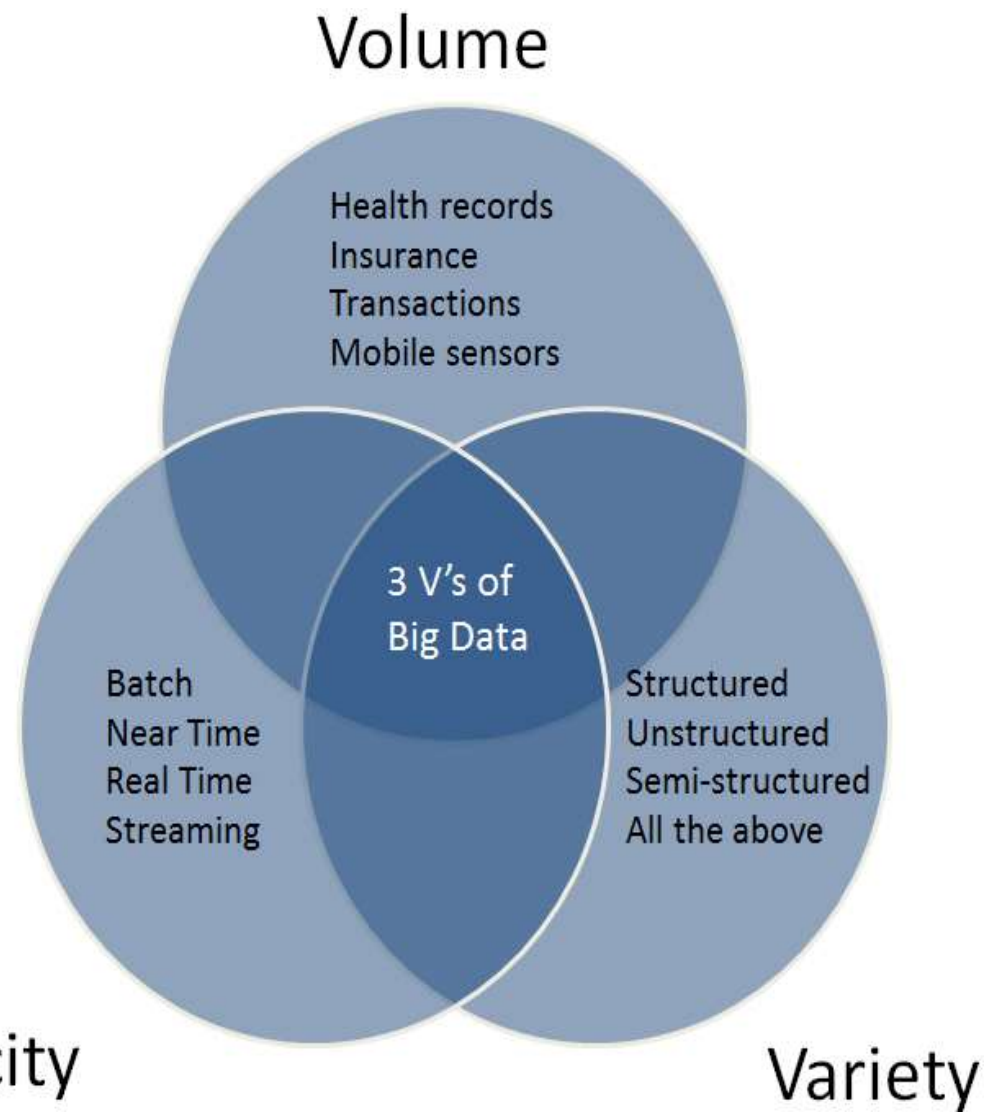 Volume
Health records
Insurance
Transactions
Mobile sensors
3 V's of
Big Data
Batch
Near Time
Real Time
Streaming
Structured
Unstructured
Semi-structured
All the above
Variety